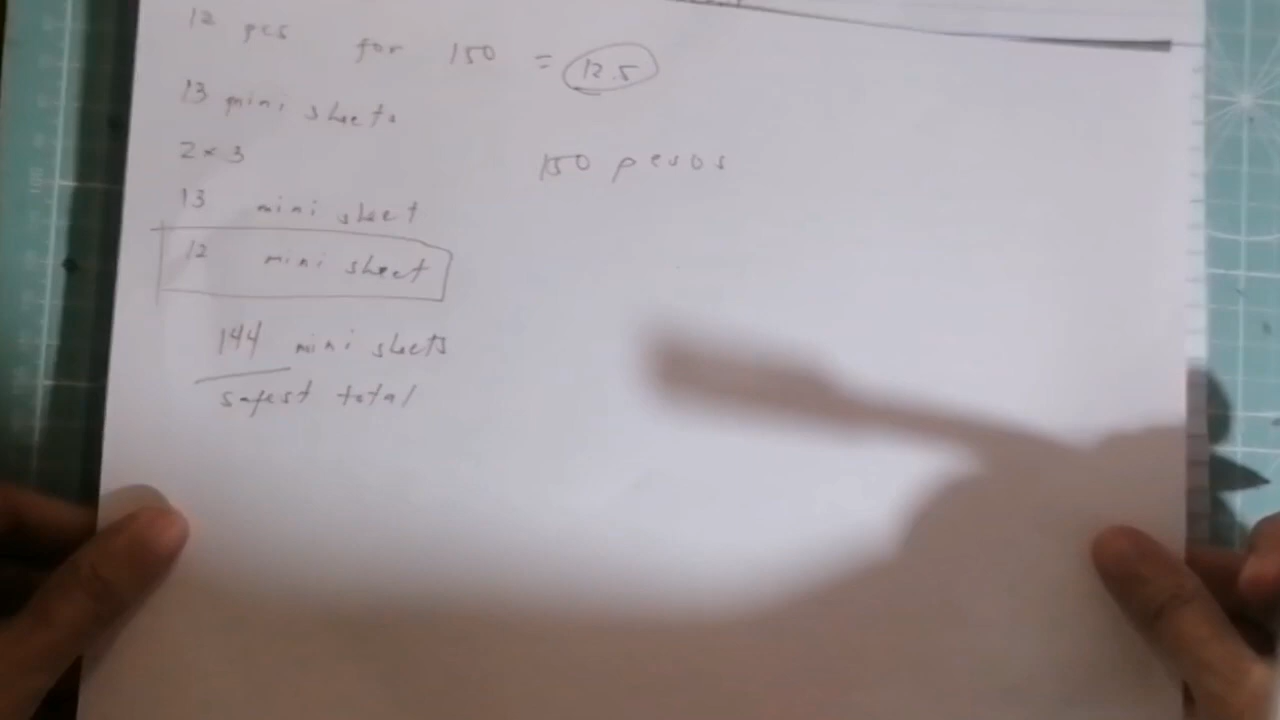 12 pcs for 150 = 12.5
13 mini sheets
2 x 3
150 pesos
13 mini sheet
12 mini sheet
144 mini sheets
safest total